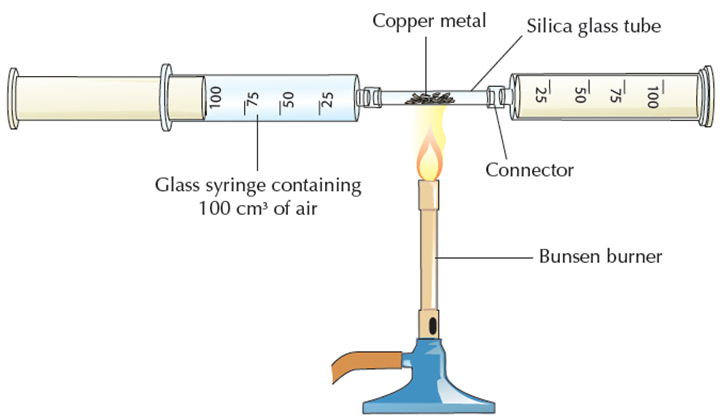 Copper metal
Silica glass tube
100
75
50
25
25
50
75
100
Connector
Glass syringe containing
100 cm³ of air
Bunsen burner